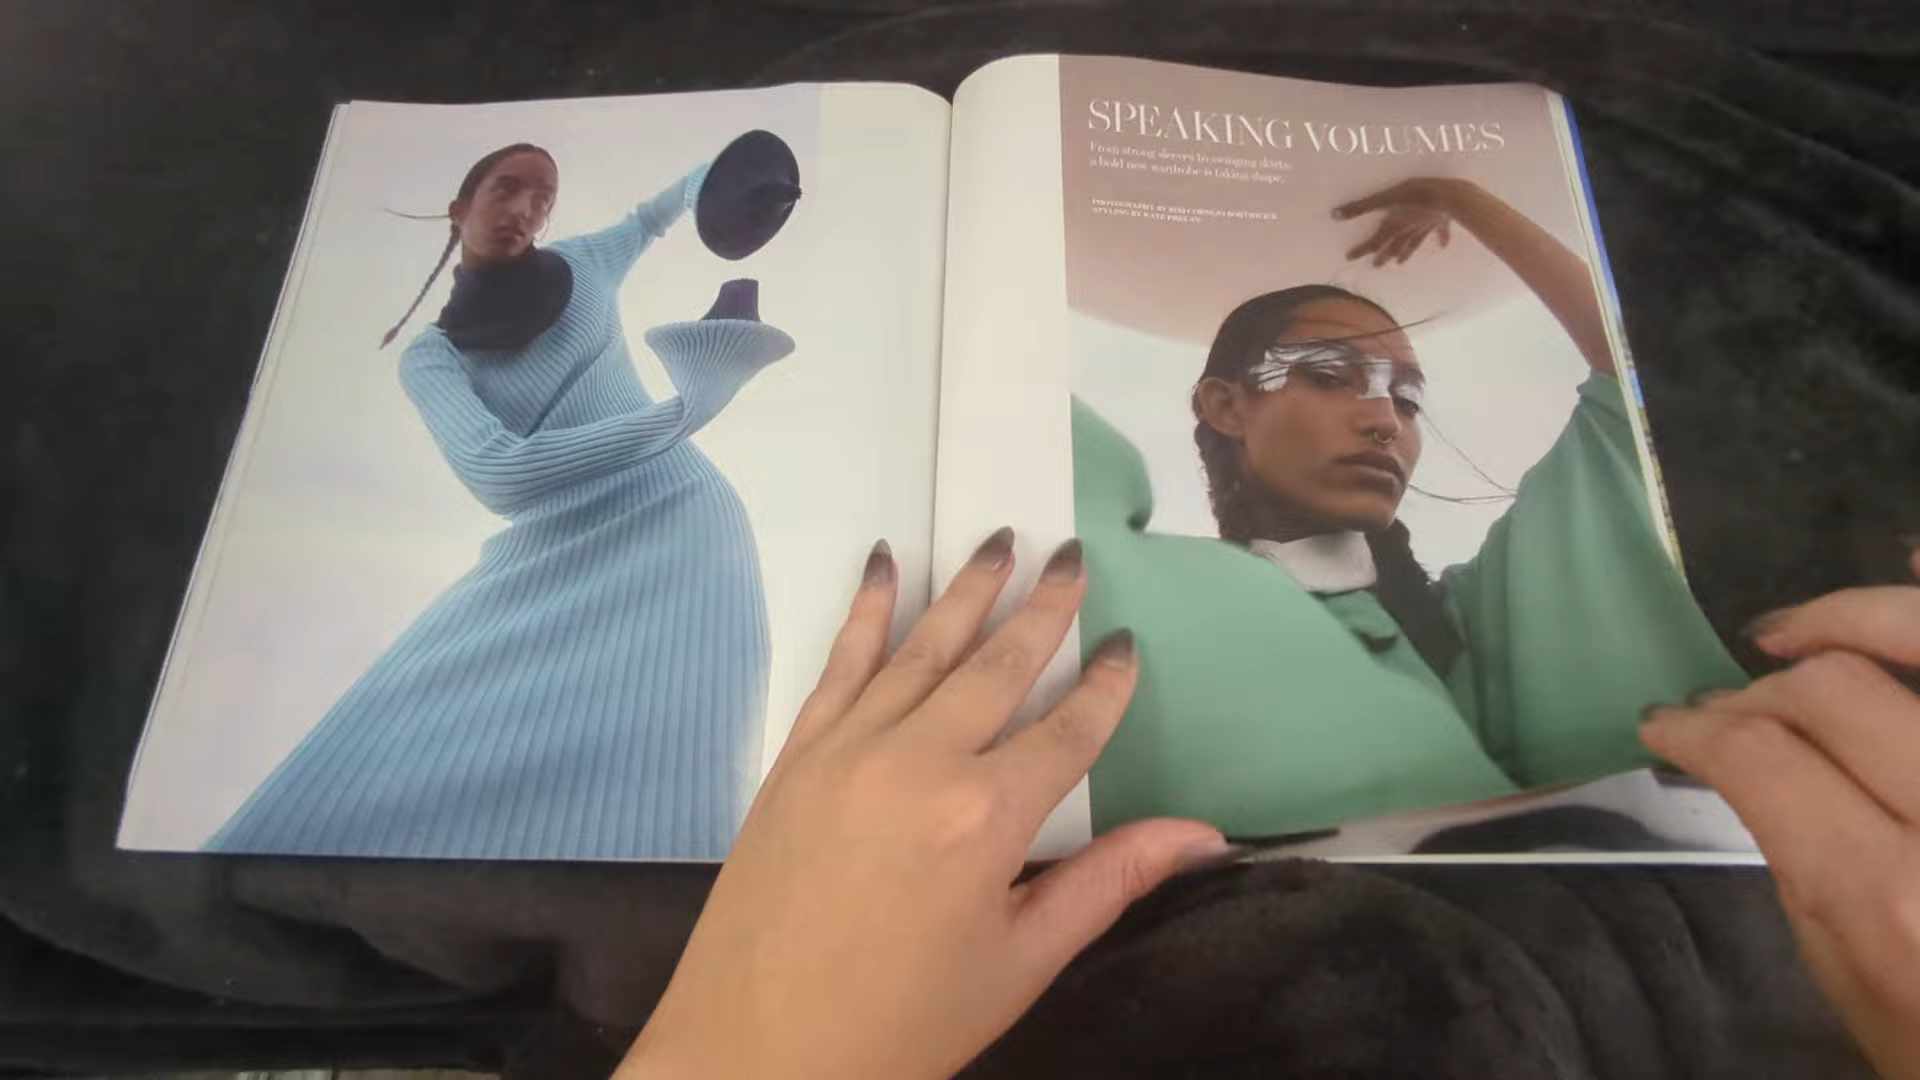 SPEAKING VOLUMES
From strong sleeves to swinging skirts:
a bold new wardrobe is taking shape.
PHOTOGRAPHY BY
STYLING BY KATE PHELAN